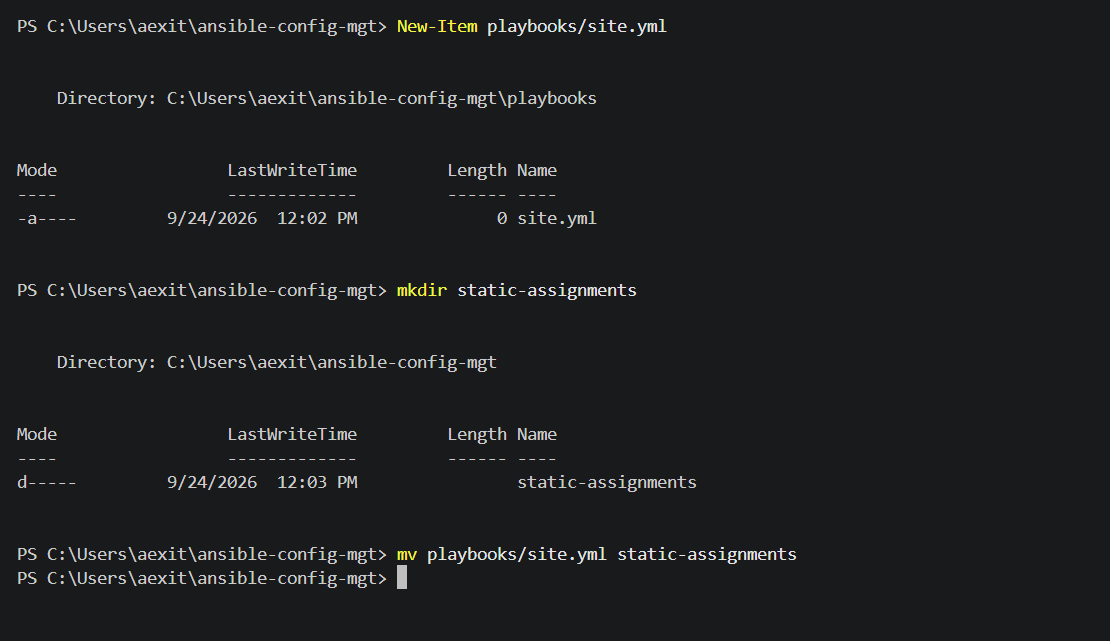 PS C:\Users\aexit\ansible-config-mgt> New-Item playbooks/site.yml
Directory: C:\Users\aexit\ansible-config-mgt\playbooks
Mode                 LastWriteTime         Length Name
----                 -------------         ------ ----
-a----         9/24/2026  12:02 PM              0 site.yml
PS C:\Users\aexit\ansible-config-mgt> mkdir static-assignments
Directory: C:\Users\aexit\ansible-config-mgt
Mode                 LastWriteTime         Length Name
----                 -------------         ------ ----
d-----         9/24/2026  12:03 PM                static-assignments
PS C:\Users\aexit\ansible-config-mgt> mv playbooks/site.yml static-assignments
PS C:\Users\aexit\ansible-config-mgt>